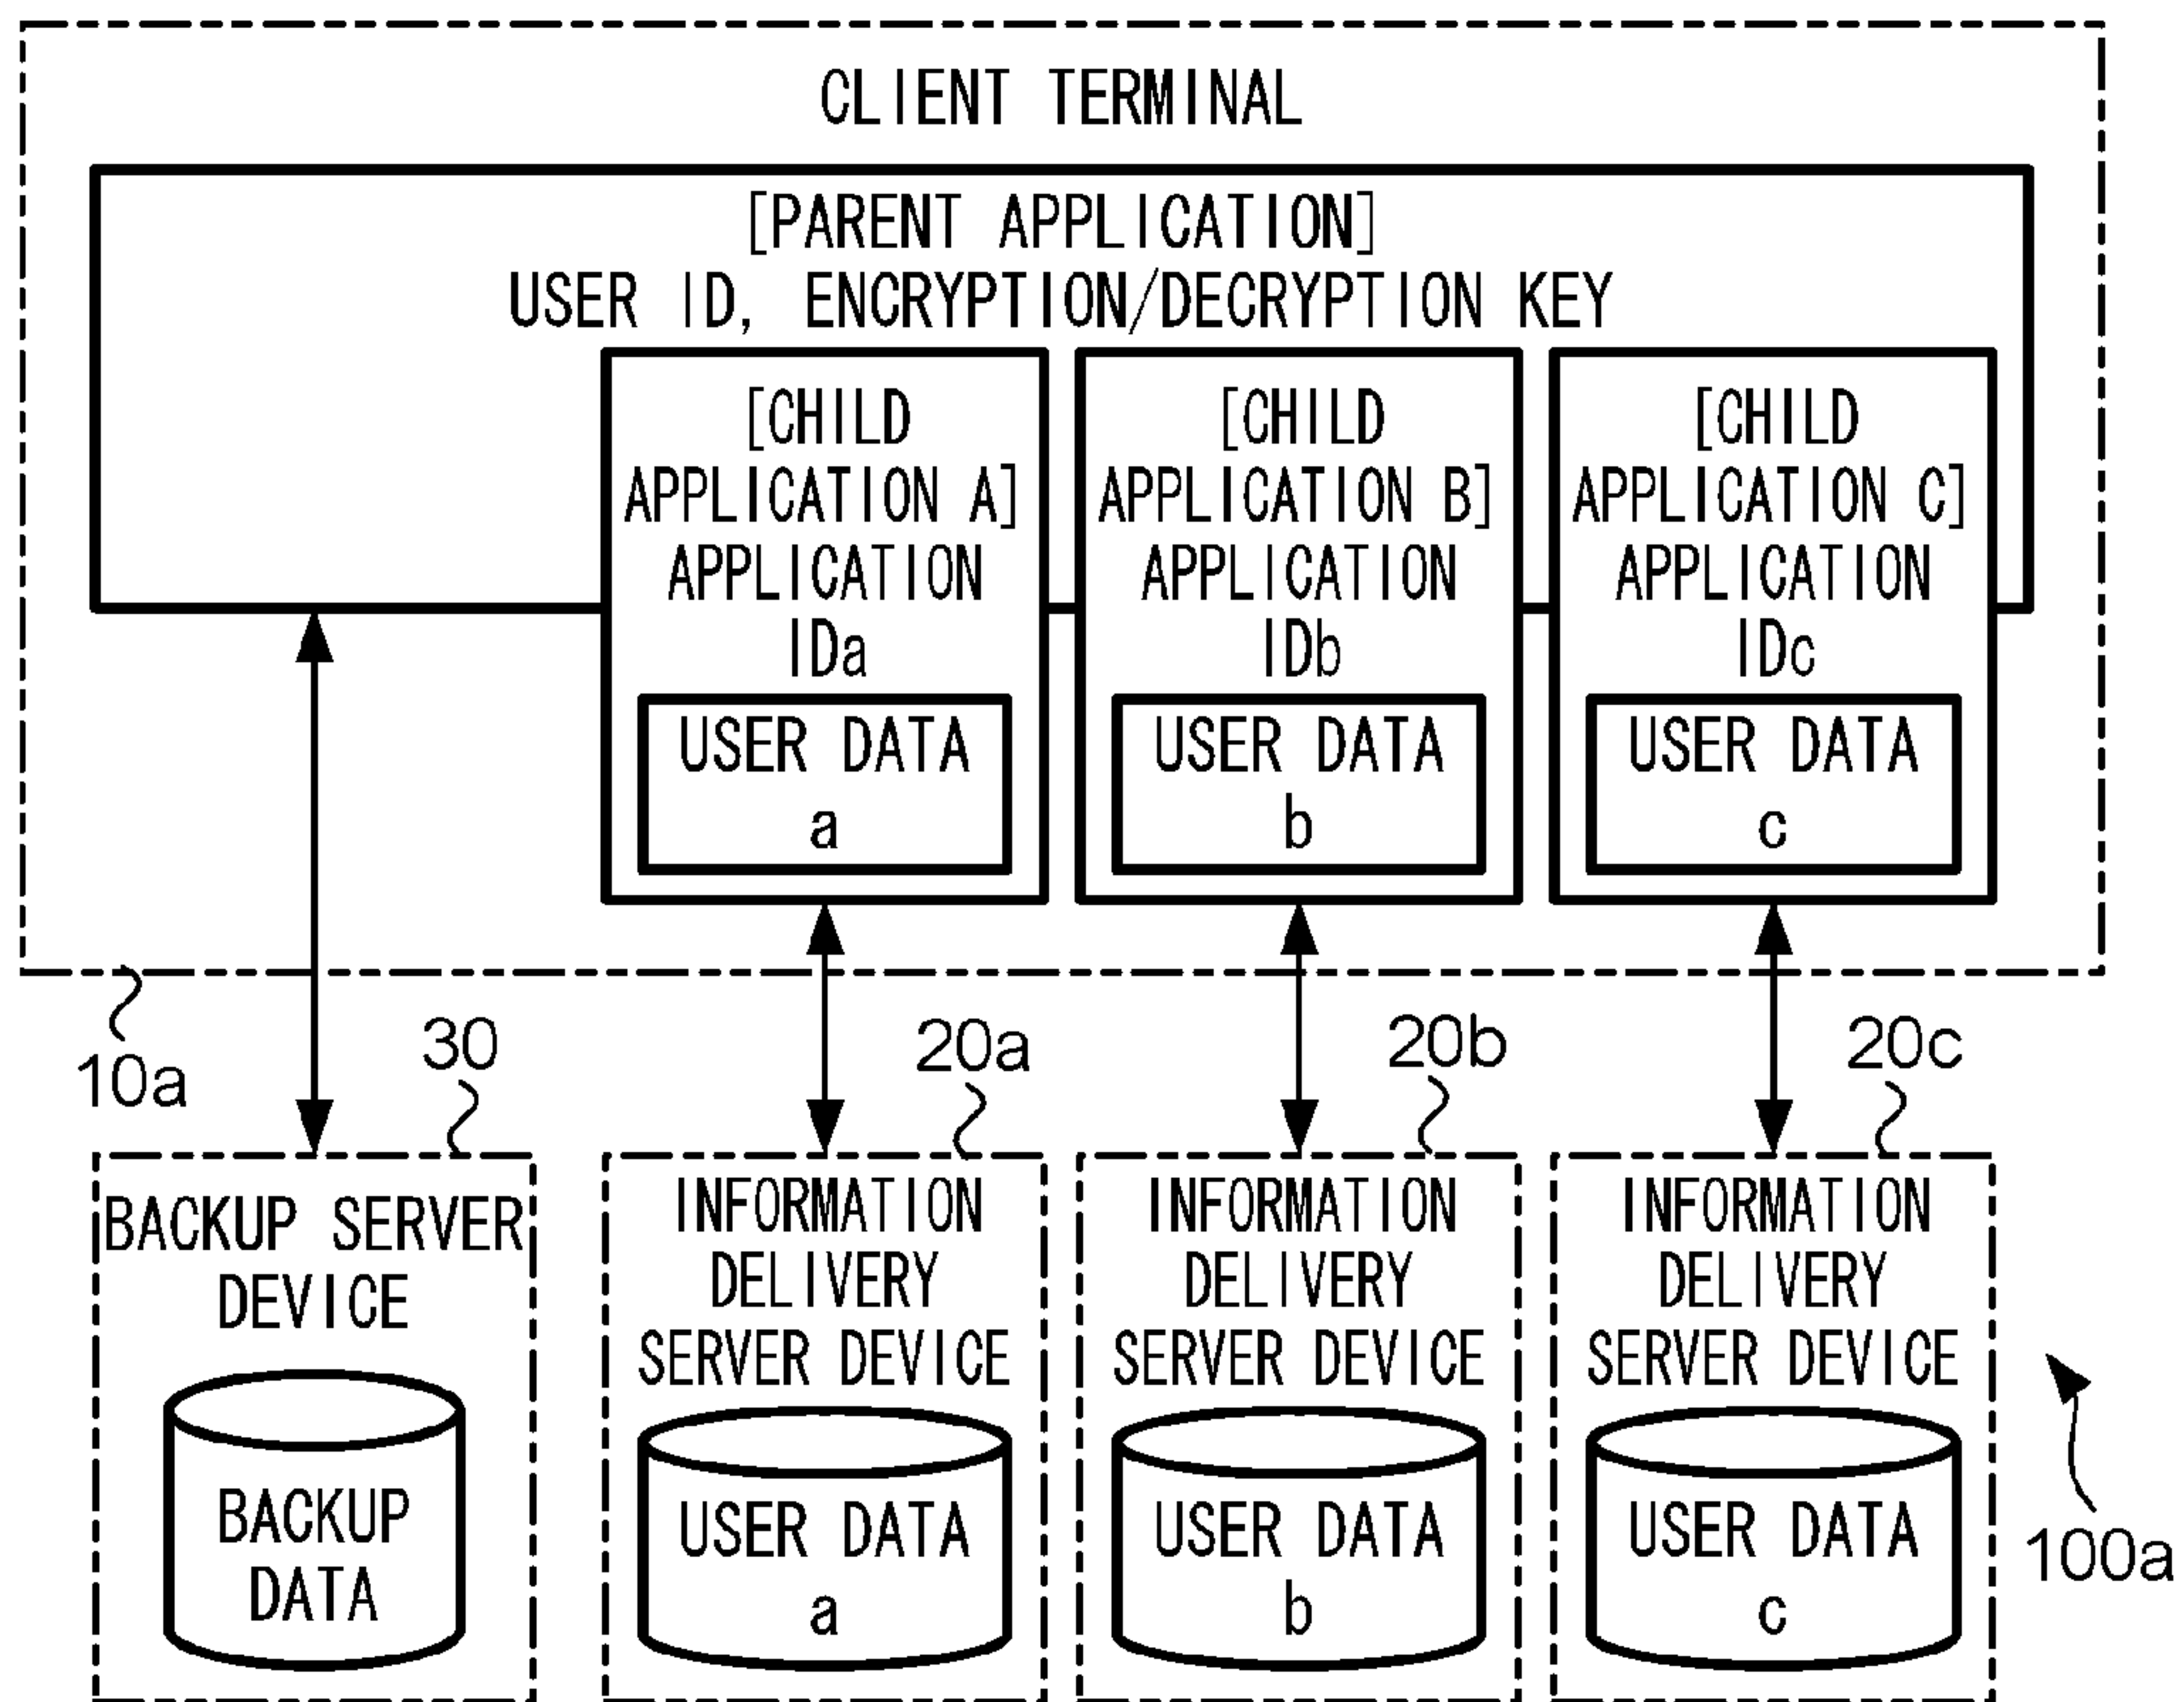 CLIENT TERMINAL
[PARENT APPLICATION]
USER ID, ENCRYPTION/DECRYPTION KEY
[CHILD
APPLICATION A]
APPLICATION
IDa
USER DATA
a
[CHILD
APPLICATION B]
APPLICATION
IDb
USER DATA
b
[CHILD
APPLICATION C]
APPLICATION
IDc
USER DATA
c
10a
30
20a
20b
20c
BACKUP SERVER
DEVICE
BACKUP
DATA
INFORMATION
DELIVERY
SERVER DEVICE
USER DATA
a
INFORMATION
DELIVERY
SERVER DEVICE
USER DATA
b
INFORMATION
DELIVERY
SERVER DEVICE
USER DATA
c
100a